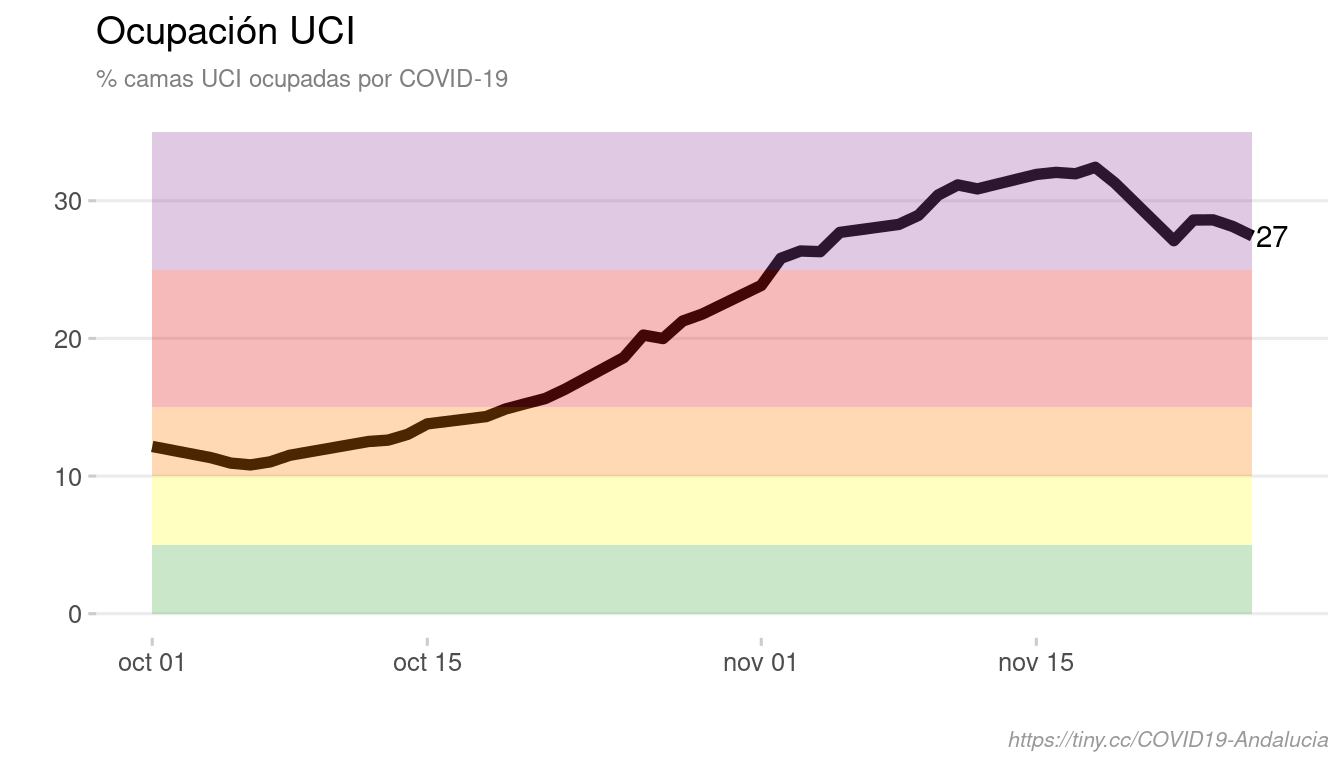 Ocupación UCI
% camas UCI ocupadas por COVID-19
30
20
10
0
27
oct 01
oct 15
nov 01
nov 15
https://tiny.cc/COVID19-Andalucia